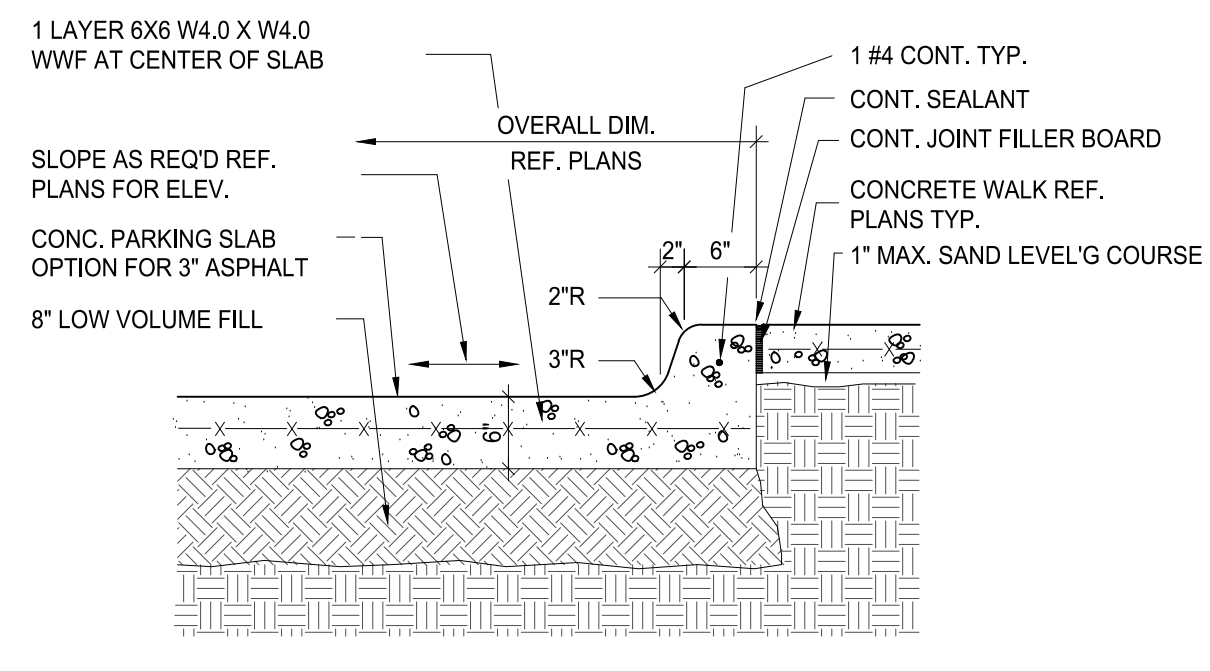 1 LAYER 6X6 W4.0 X W4.0
WWF AT CENTER OF SLAB
SLOPE AS REQ'D REF.
PLANS FOR ELEV.
CONC. PARKING SLAB
OPTION FOR 3" ASPHALT
8" LOW VOLUME FILL
OVERALL DIM.
REF. PLANS
2"
6"
2"R
3"R
6"
1 #4 CONT. TYP.
CONT. SEALANT
CONT. JOINT FILLER BOARD
CONCRETE WALK REF.
PLANS TYP.
1" MAX. SAND LEVEL'G COURSE